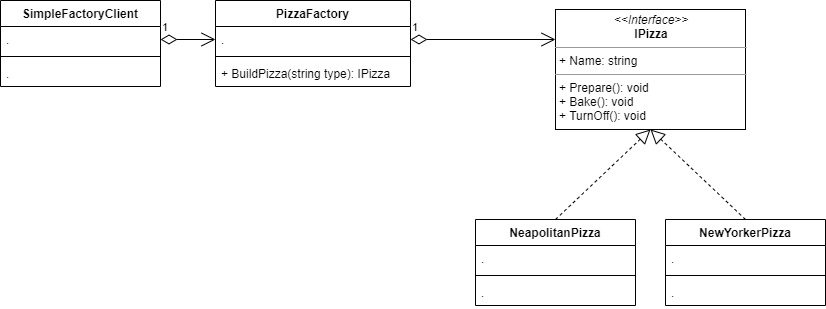 SimpleFactoryClient
.
.
1
PizzaFactory
.
+ BuildPizza(string type): IPizza
1
<<Interface>>
IPizza
+ Name: string
+ Prepare(): void
+ Bake(): void
+ TurnOff(): void
NeapolitanPizza
.
.
NewYorkerPizza
.
.